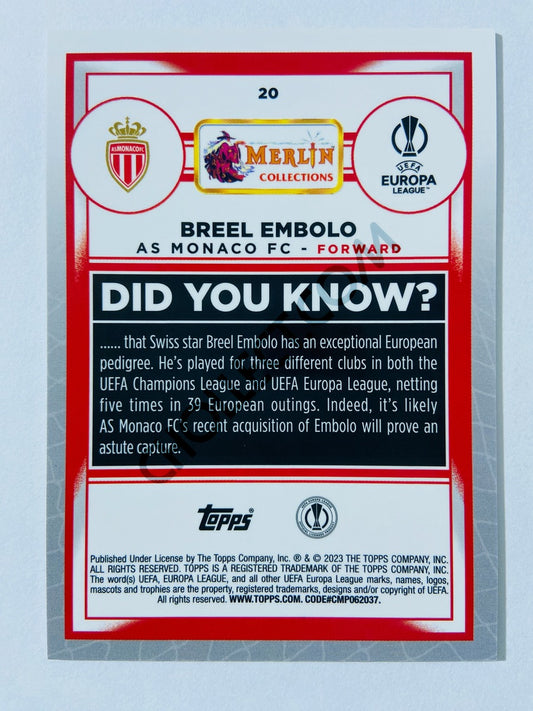 20
AS MONACO FC
MERLIN
COLLECTIONS
UEFA
EUROPA
LEAGUE™
BREEL EMBOLO
AS MONACO FC - FORWARD
DID YOU KNOW?
...... that Swiss star Breel Embolo has an exceptional European
pedigree. He's played for three different clubs in both the
UEFA Champions League and UEFA Europa League, netting
five times in 39 European outings. Indeed, it's likely
AS Monaco FC's recent acquisition of Embolo will prove an
astute capture.
Topps®
Published Under License by The Topps Company, Inc. ® & © 2023 THE TOPPS COMPANY, INC.
ALL RIGHTS RESERVED. TOPPS IS A REGISTERED TRADEMARK OF THE TOPPS COMPANY, INC.
The word(s) UEFA, EUROPA LEAGUE, and all other UEFA Europa League marks, names, logos,
mascots and trophies are the property, registered trademarks, designs and/or copyright of UEFA.
All rights reserved. WWW.TOPPS.COM. CODE#CMP062037.